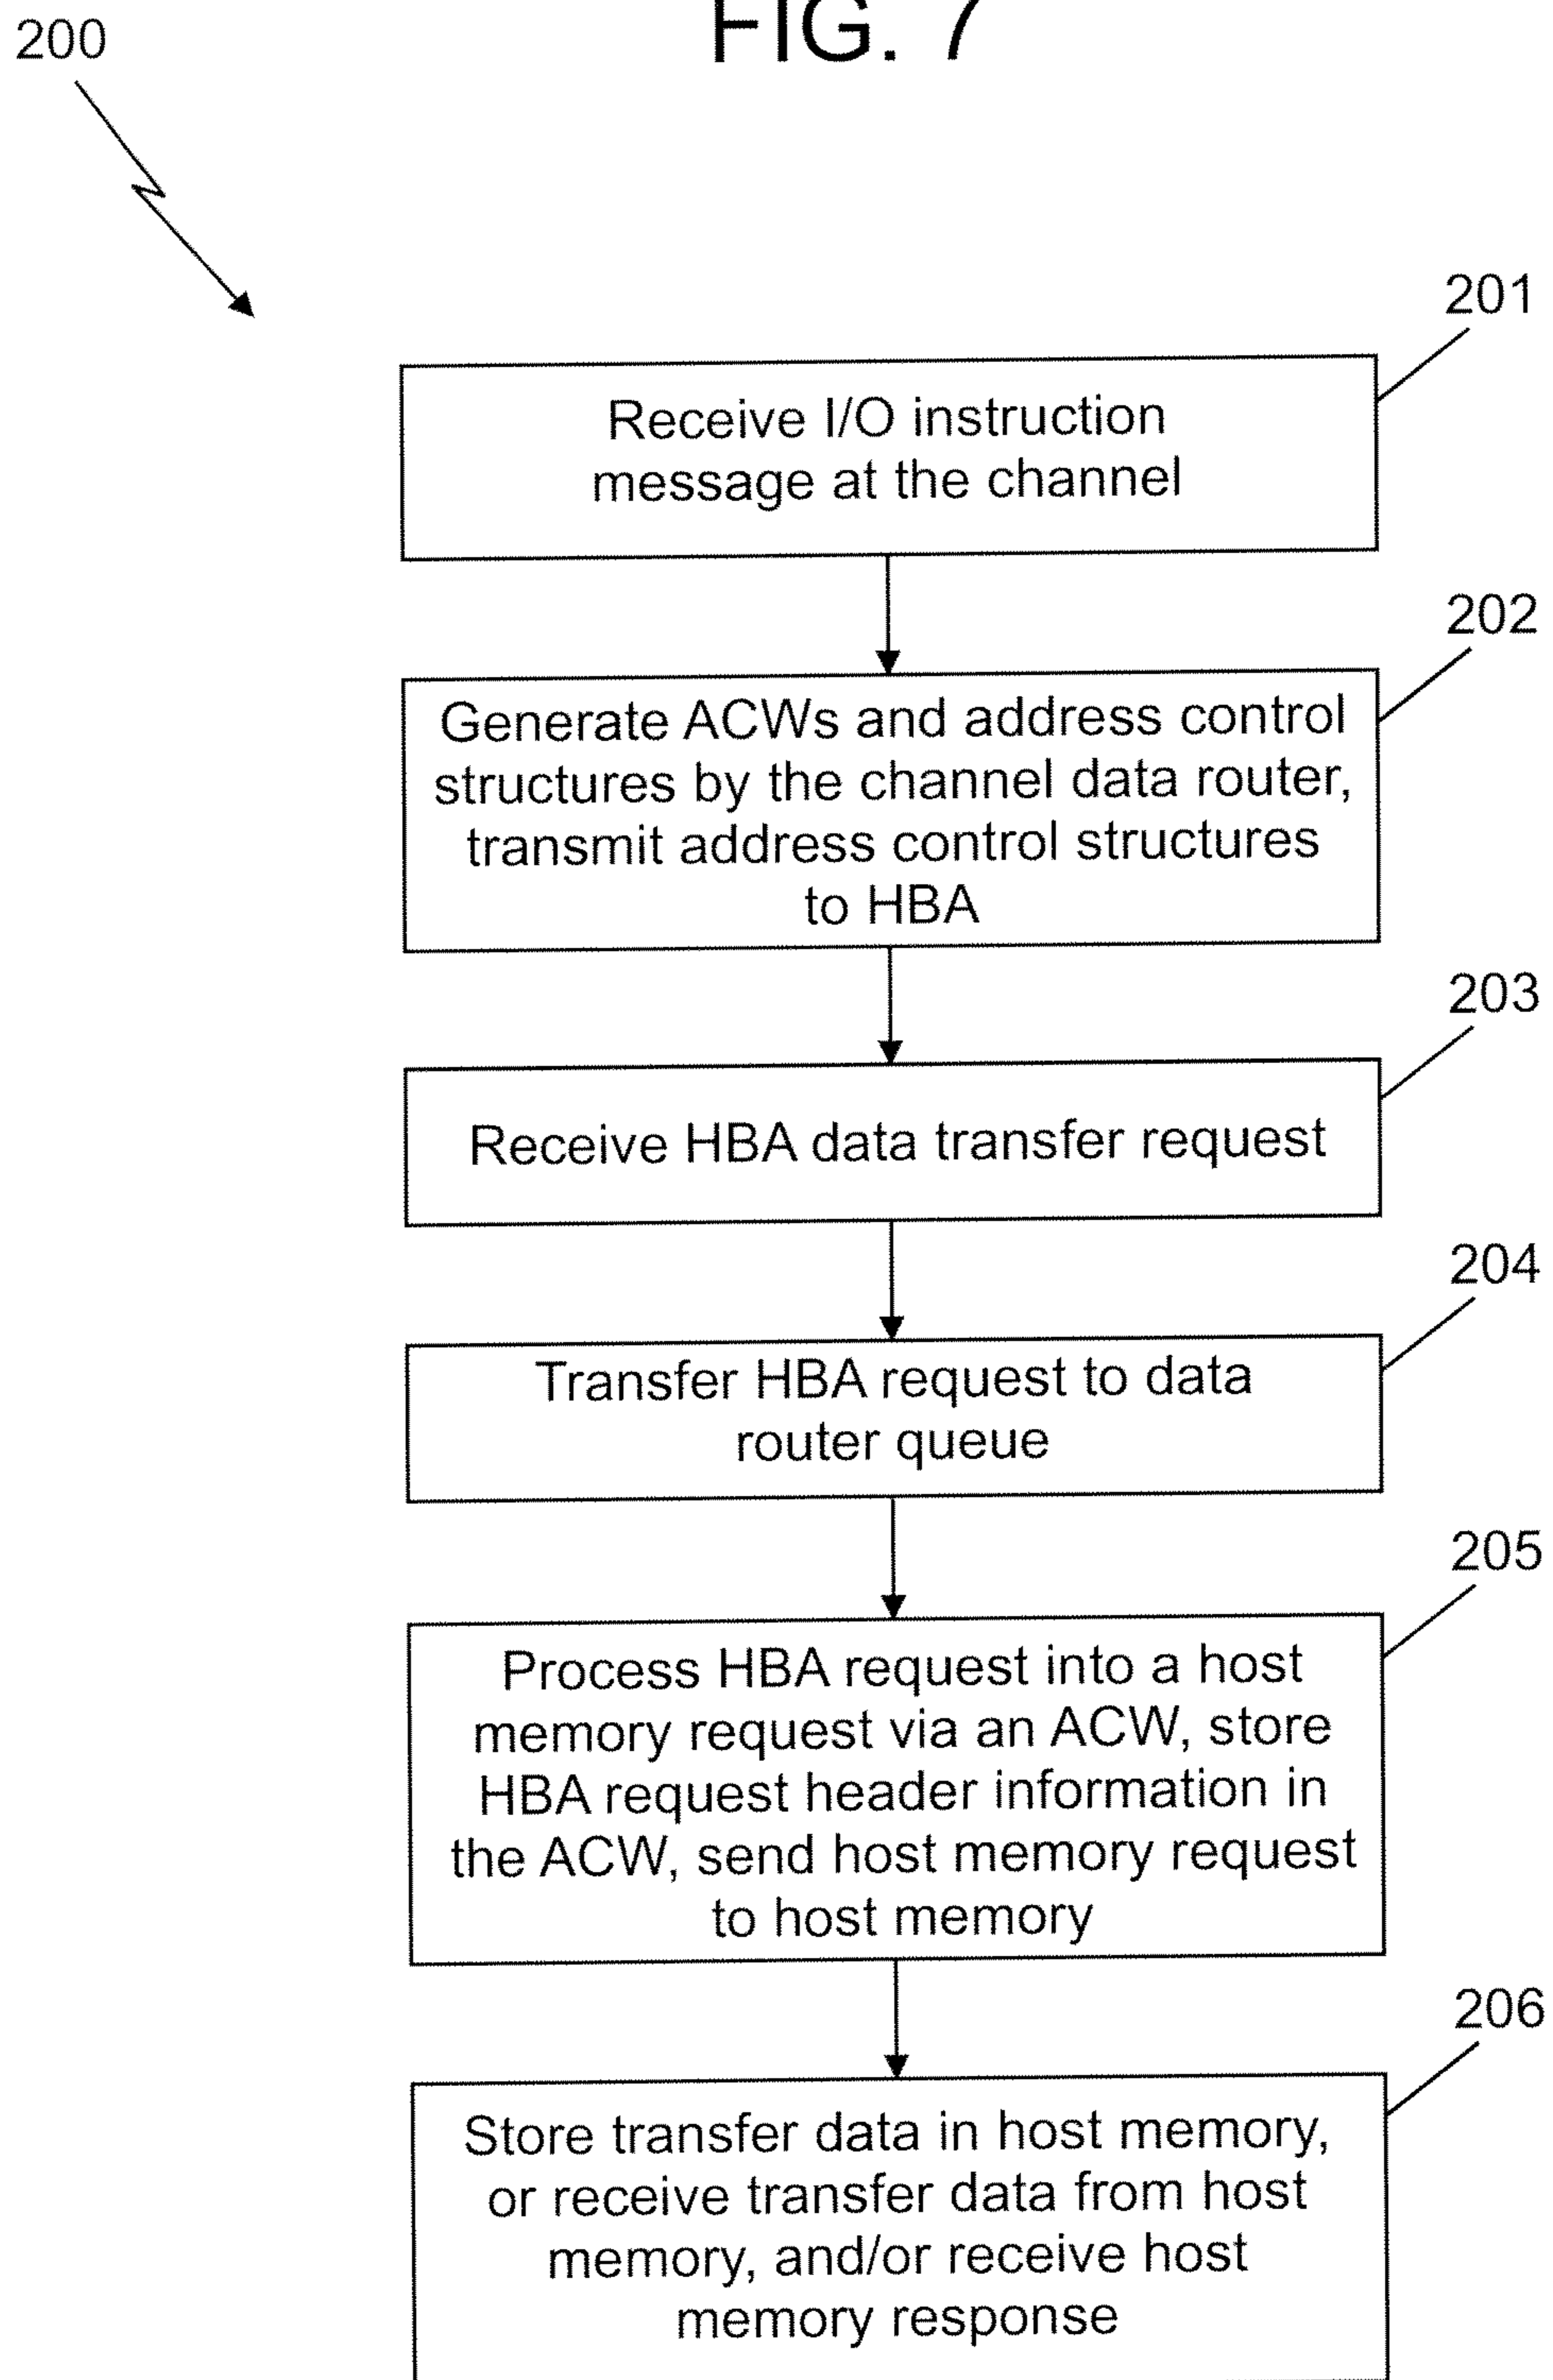 FIG. 7
200
201
Receive I/O instruction
message at the channel
202
Generate ACWs and address control
structures by the channel data router,
transmit address control structures
to HBA
203
Receive HBA data transfer request
204
Transfer HBA request to data
router queue
205
Process HBA request into a host
memory request via an ACW, store
HBA request header information in
the ACW, send host memory request
to host memory
206
Store transfer data in host memory,
or receive transfer data from host
memory, and/or receive host
memory response